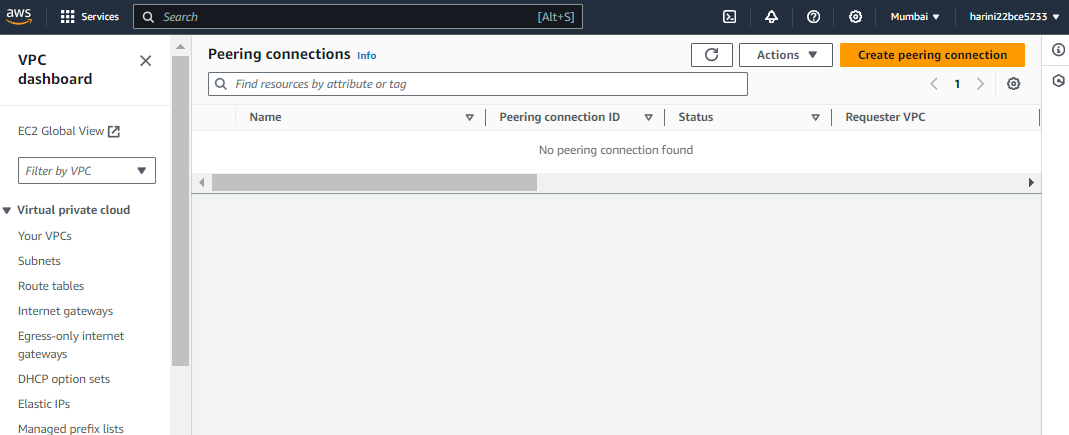 aws
Services
Search
[Alt+S]
Mumbai
harini22bce5233
VPC
dashboard
EC2 Global View
Filter by VPC
Virtual private cloud
Your VPCs
Subnets
Route tables
Internet gateways
Egress-only internet
gateways
DHCP option sets
Elastic IPs
Managed prefix lists
Peering connections Info
Actions
Create peering connection
Find resources by attribute or tag
1
Name
Peering connection ID
Status
Requester VPC
No peering connection found